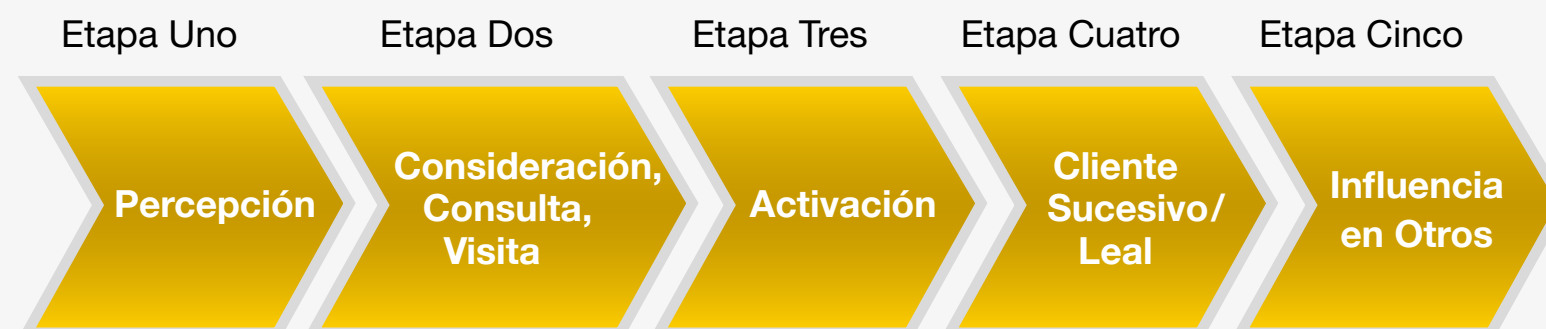 Etapa Uno
Etapa Dos
Etapa Tres
Etapa Cuatro
Etapa Cinco
Percepción
Consideración,
Consulta,
Visita
Activación
Cliente
Sucesivo/
Leal
Influencia
en Otros